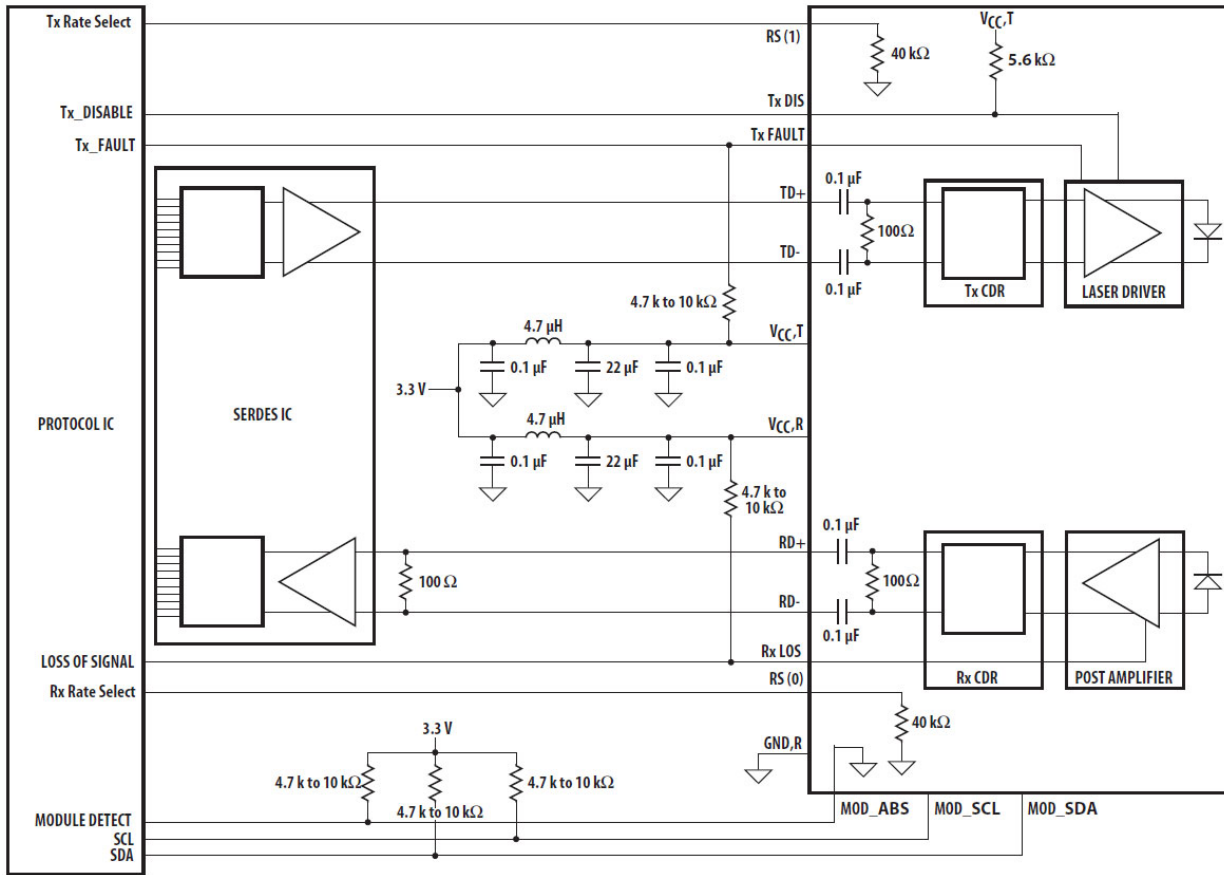 Tx Rate Select
RS (1)
40 kΩ
VCC,T
5.6 kΩ
Tx_DISABLE
Tx DIS
Tx_FAULT
Tx FAULT
0.1 µF
TD+
100Ω
TD-
0.1 µF
Tx CDR
LASER DRIVER
4.7 k to 10 kΩ
4.7 µH
VCC,T
0.1 µF
22 µF
0.1 µF
3.3 V
PROTOCOL IC
SERDES IC
4.7 µH
VCC,R
0.1 µF
22 µF
0.1 µF
4.7 k to
10 kΩ
0.1 µF
RD+
100 Ω
100Ω
RD-
0.1 µF
LOSS OF SIGNAL
Rx LOS
Rx CDR
POST AMPLIFIER
Rx Rate Select
RS (0)
40 kΩ
3.3 V
GND,R
4.7 k to 10 kΩ
4.7 k to 10 kΩ
4.7 k to 10 kΩ
MODULE DETECT
MOD_ABS
MOD_SCL
MOD_SDA
SCL
SDA